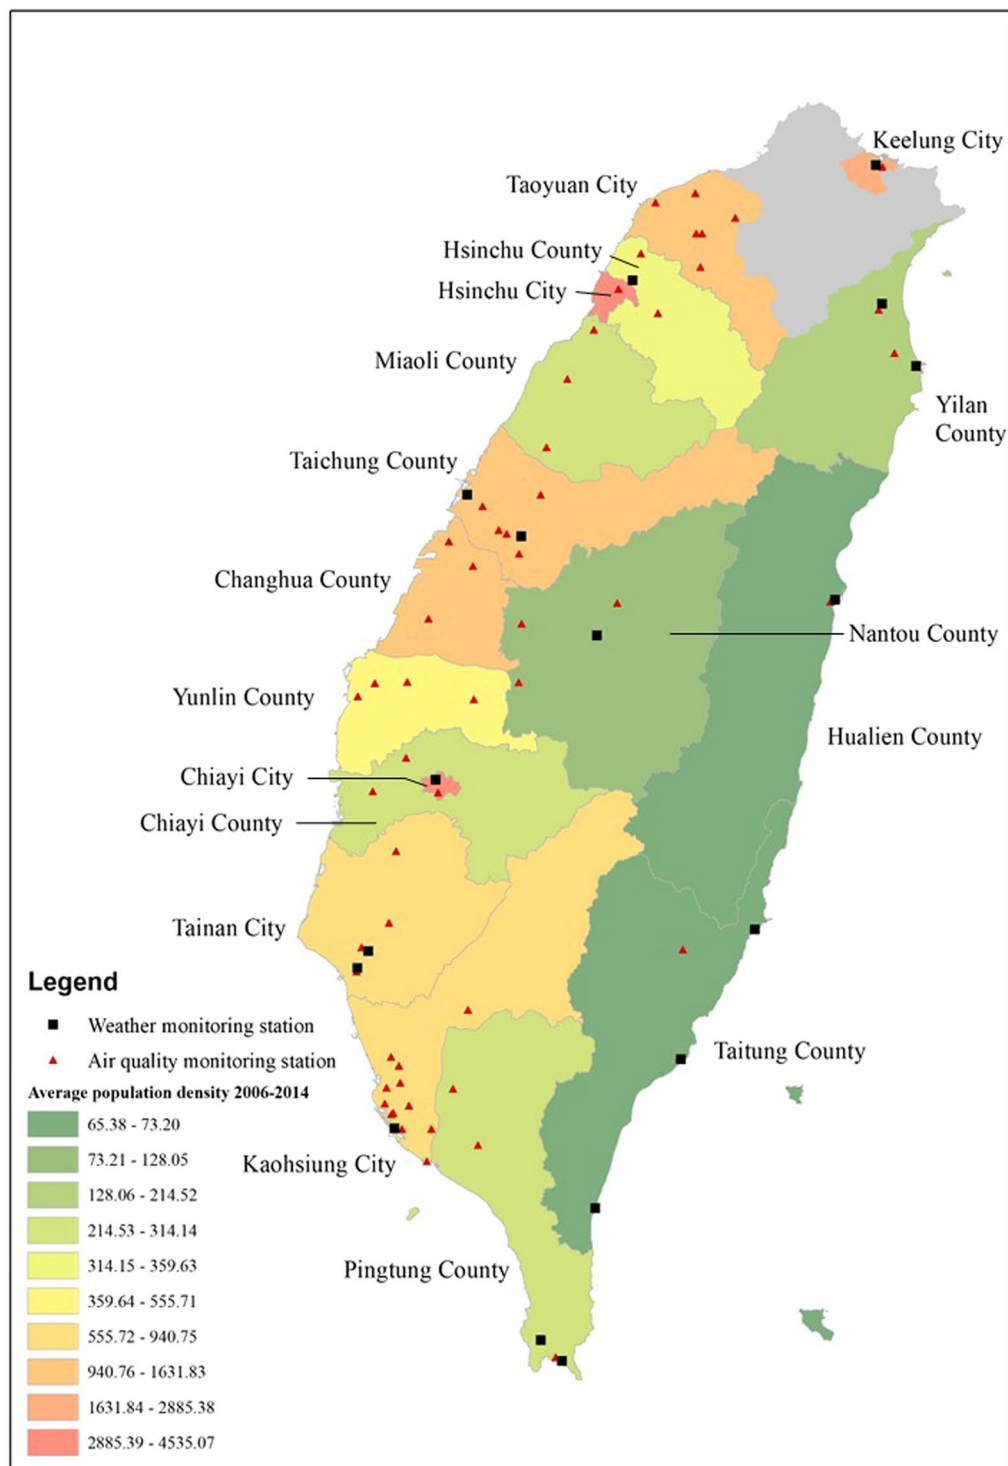 Keelung City
Taoyuan City
Hsinchu County
Hsinchu City
Miaoli County
Yilan
County
Taichung County
Changhua County
Nantou County
Yunlin County
Hualien County
Chiayi City
Chiayi County
Tainan City
Legend
Weather monitoring station
Taitung County
Air quality monitoring station
Average population density 2006-2014
65.38 - 73.20
73.21 - 128.05
Kaohsiung City
128.06 - 214.52
214.53 - 314.14
Pingtung County
314.15 - 359.63
359.64 - 555.71
555.72 - 940.75
940.76 - 1631.83
1631.84 - 2885.38
2885.39 - 4535.07